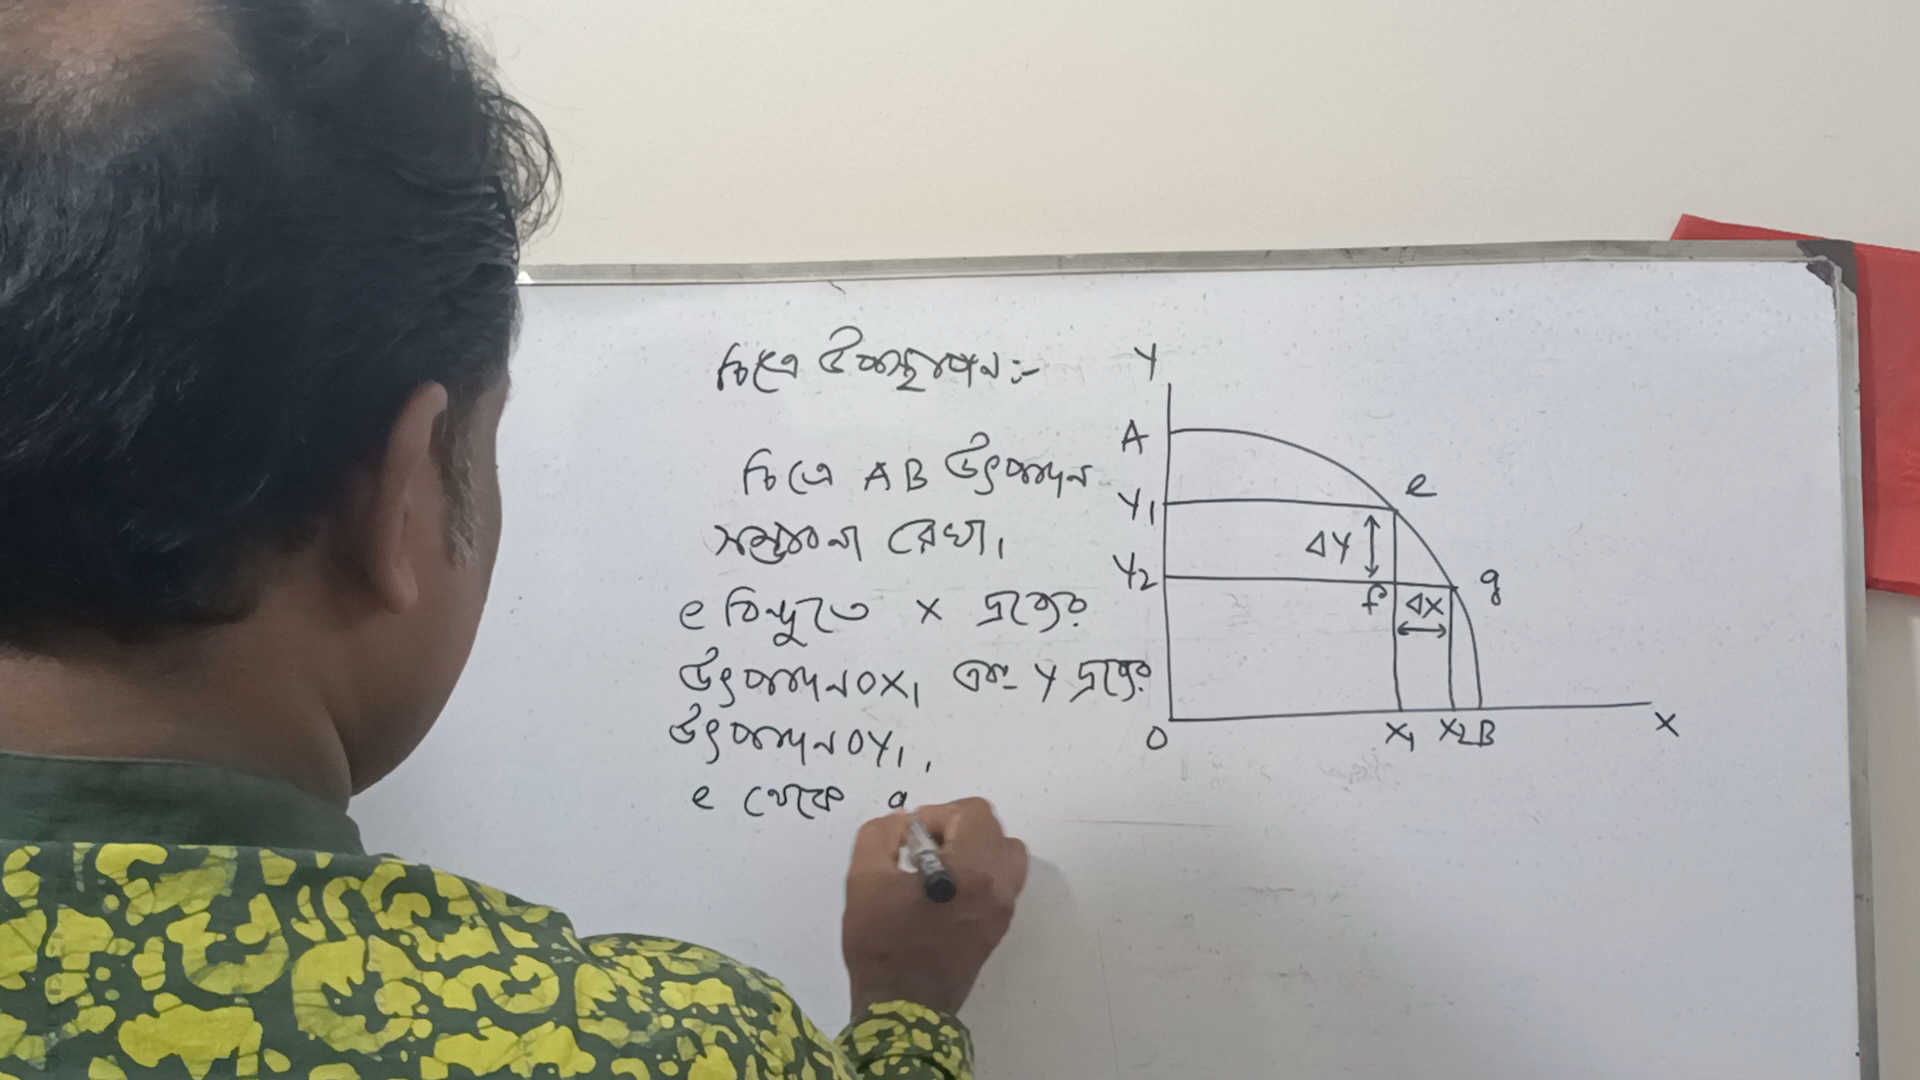 চিত্রে উপস্থাপন:-
চিত্রে AB উৎপাদন
সম্ভাবনা রেখা,
e বিন্দুতে X দ্রব্যের
উৎপাদন OX₁ এবং Y দ্রব্যের
উৎপাদন OY₁,
e থেকে g
Y
A
e
Y₁
ΔY
Y₂
g
f
ΔX
O
X₁
X₂
B
X